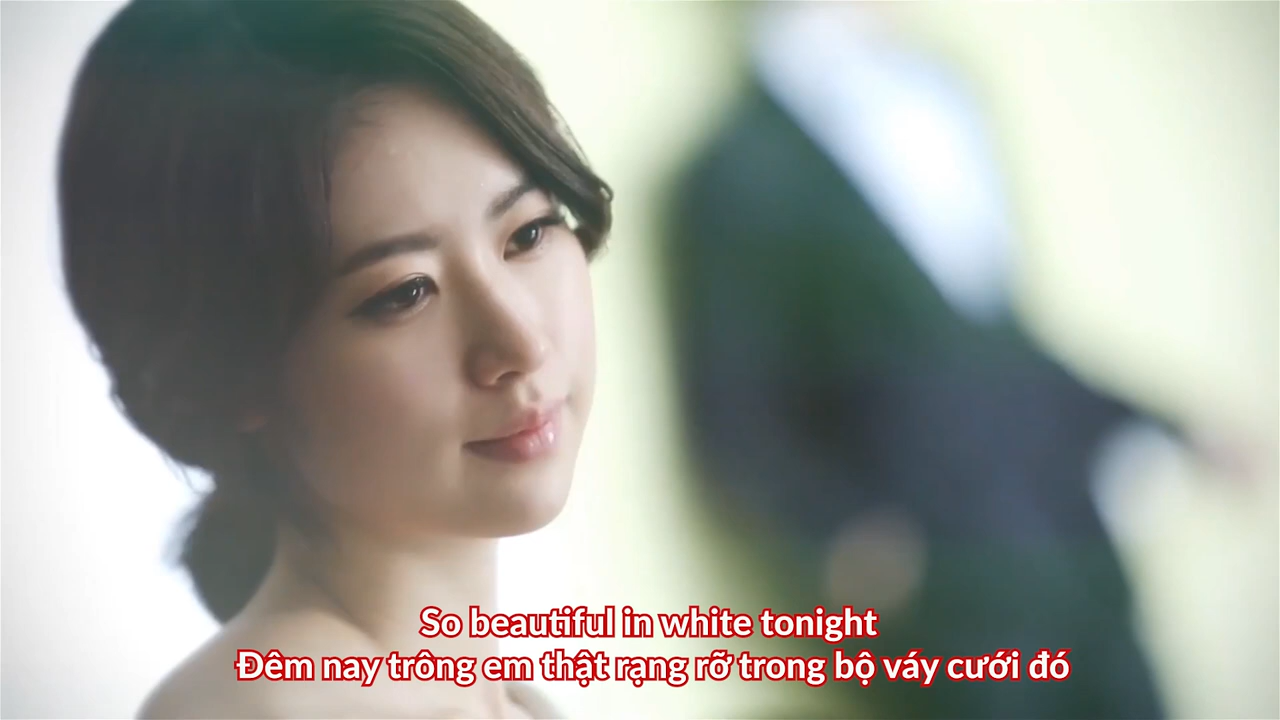 So beautiful in white tonight
Đêm nay trông em thật rạng rỡ trong bộ váy cưới đó